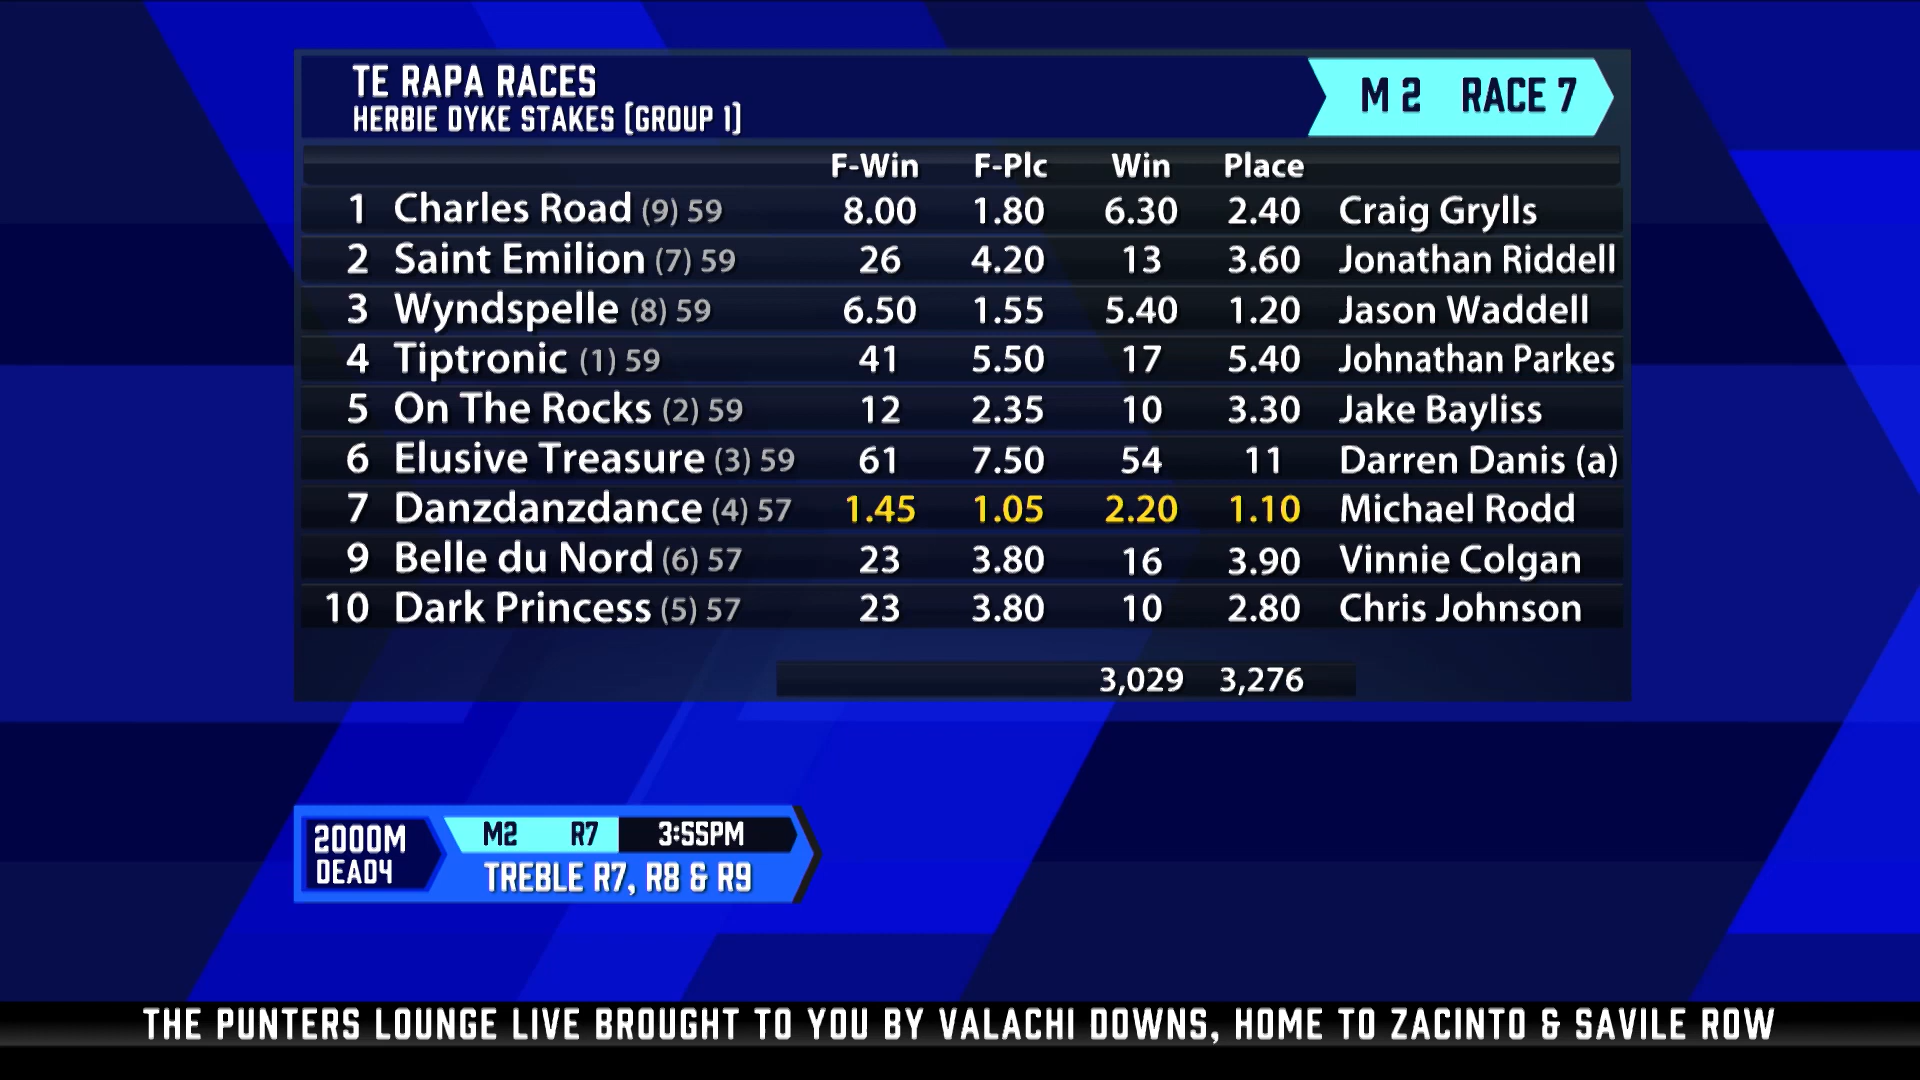 TE RAPA RACES
HERBIE DYKE STAKES (GROUP 1)
M 2 RACE 7
F-Win F-Plc Win Place
1 Charles Road (9) 59 8.00 1.80 6.30 2.40 Craig Grylls
2 Saint Emilion (7) 59 26 4.20 13 3.60 Jonathan Riddell
3 Wyndspelle (8) 59 6.50 1.55 5.40 1.20 Jason Waddell
4 Tiptronic (1) 59 41 5.50 17 5.40 Johnathan Parkes
5 On The Rocks (2) 59 12 2.35 10 3.30 Jake Bayliss
6 Elusive Treasure (3) 59 61 7.50 54 11 Darren Danis (a)
7 Danzdanzdance (4) 57 1.45 1.05 2.20 1.10 Michael Rodd
9 Belle du Nord (6) 57 23 3.80 16 3.90 Vinnie Colgan
10 Dark Princess (5) 57 23 3.80 10 2.80 Chris Johnson
3,029 3,276
2000M
DEAD4
M2 R7 3:55PM
TREBLE R7, R8 & R9
THE PUNTERS LOUNGE LIVE BROUGHT TO YOU BY VALACHI DOWNS, HOME TO ZACINTO & SAVILE ROW